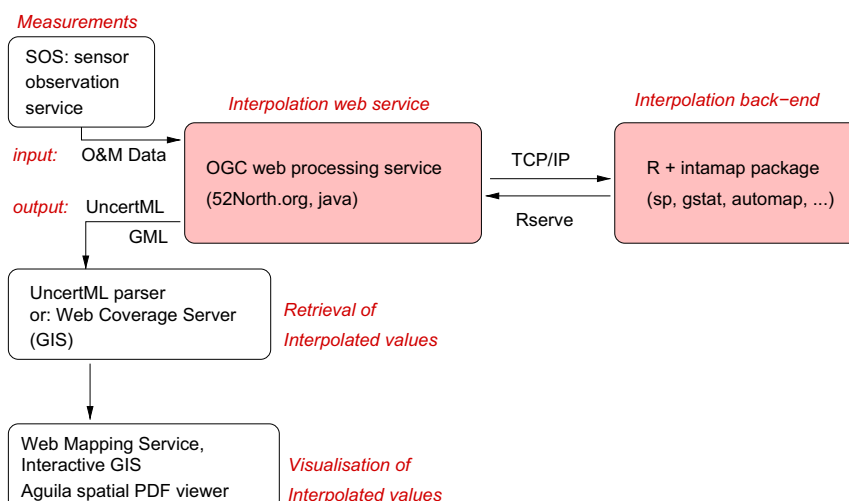 Measurements
SOS: sensor
observation
service
input: O&M Data
output: UncertML
GML
Interpolation web service
OGC web processing service
(52North.org, java)
TCP/IP
Rserve
Interpolation back−end
R + intamap package
(sp, gstat, automap, ...)
UncertML parser
or: Web Coverage Server
(GIS)
Retrieval of
Interpolated values
Web Mapping Service,
Interactive GIS
Aguila spatial PDF viewer
Visualisation of
Interpolated values